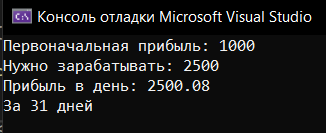 Консоль отладки Microsoft Visual Studio
Первоначальная прибыль: 1000
Нужно зарабатывать: 2500
Прибыль в день: 2500.08
За 31 дней